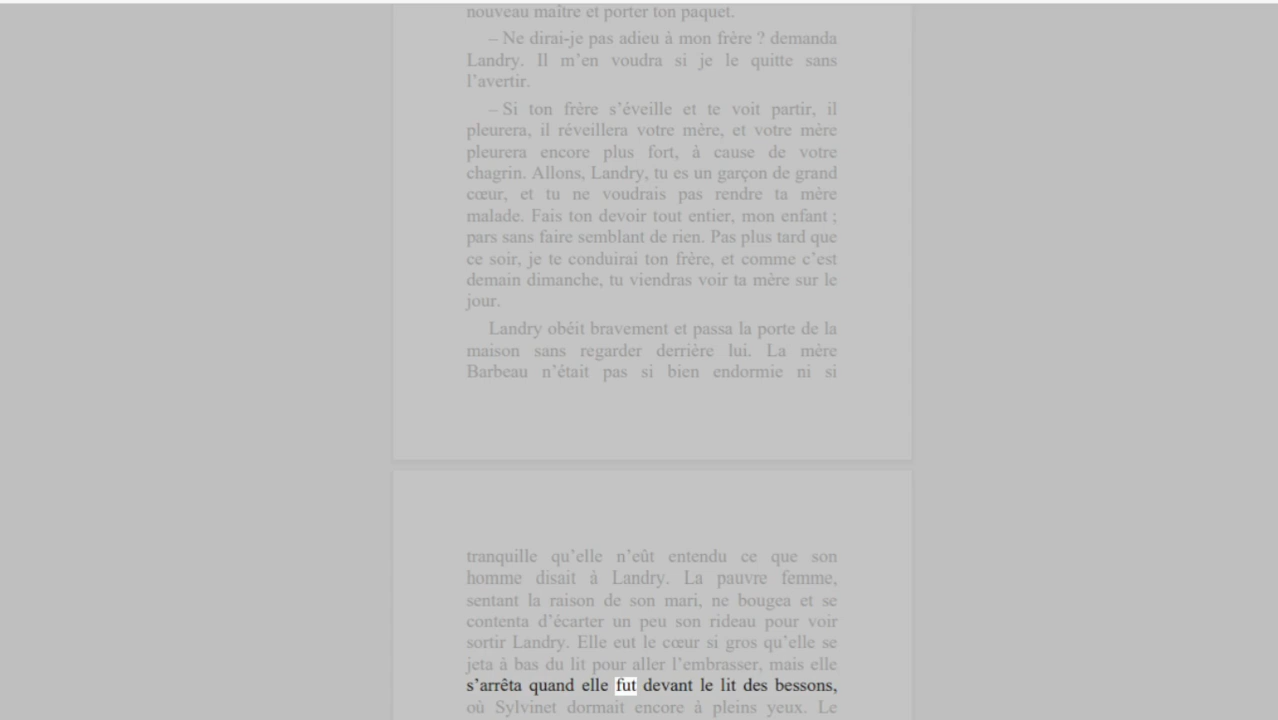 nouveau maître et porter ton paquet.
– Ne dirai-je pas adieu à mon frère ? demanda
Landry. Il m’en voudra si je le quitte sans
l’avertir.
– Si ton frère s’éveille et te voit partir, il
pleurera, il réveillera votre mère, et votre mère
pleurera encore plus fort, à cause de votre
chagrin. Allons, Landry, tu es un garçon de grand
cœur, et tu ne voudrais pas rendre ta mère
malade. Fais ton devoir tout entier, mon enfant ;
pars sans faire semblant de rien. Pas plus tard que
ce soir, je te conduirai ton frère, et comme c’est
demain dimanche, tu viendras voir ta mère sur le
jour.
Landry obéit bravement et passa la porte de la
maison sans regarder derrière lui. La mère
Barbeau n’était pas si bien endormie ni si
tranquille qu’elle n’eût entendu ce que son
homme disait à Landry. La pauvre femme,
sentant la raison de son mari, ne bougea et se
contenta d’écarter un peu son rideau pour voir
sortir Landry. Elle eut le cœur si gros qu’elle se
jeta à bas du lit pour aller l’embrasser, mais elle
s’arrêta quand elle fut devant le lit des bessons,
où Sylvinet dormait encore à pleins yeux. Le